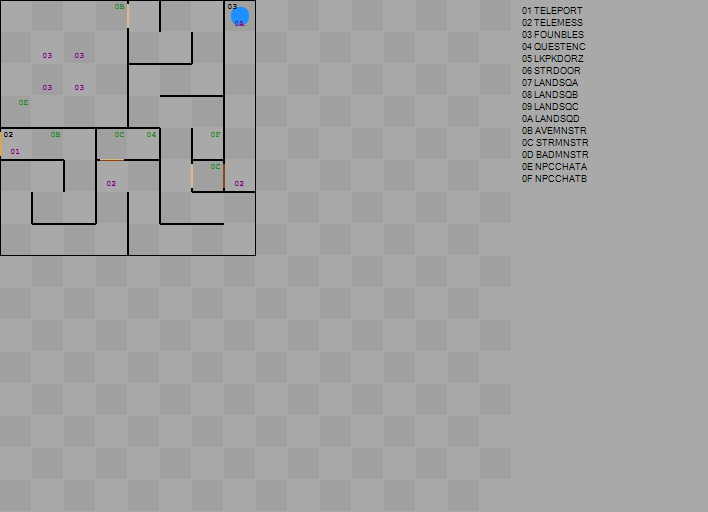 0B
03
0A
03 03
03 03
0E
02
0B
0C
04
0F
01
0C
02
02
01 TELEPORT
02 TELEMESS
03 FOUNBLES
04 QUESTENC
05 LKPKDORZ
06 STRDOOR
07 LANDSQA
08 LANDSQB
09 LANDSQC
0A LANDSQD
0B AVEMNSTR
0C STRMNSTR
0D BADMNSTR
0E NPCCHATA
0F NPCCHATB